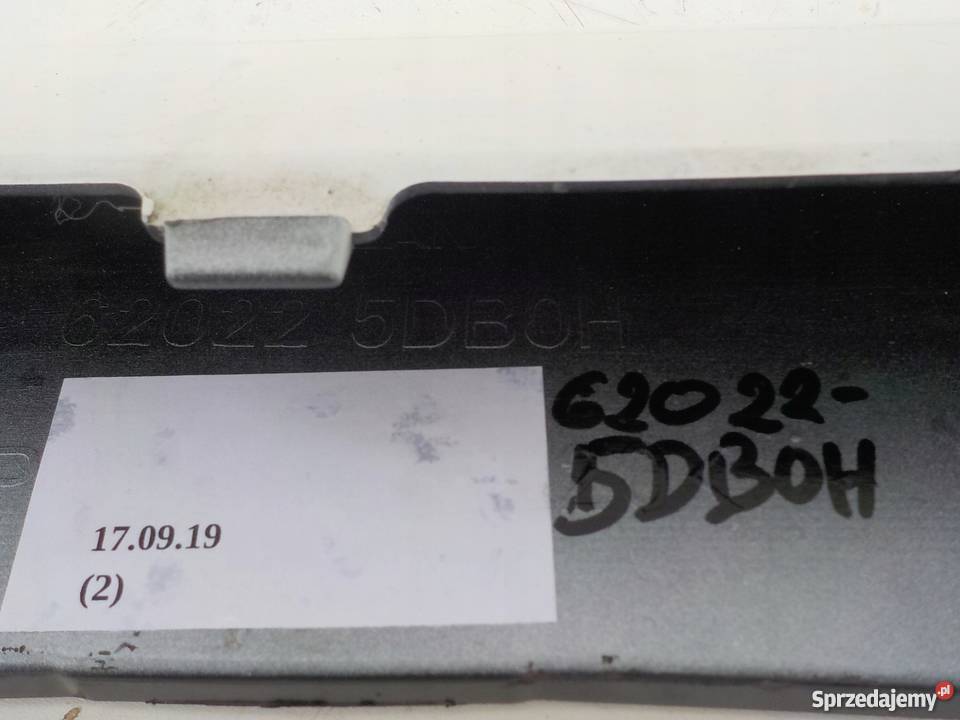 62022 5DB0H
62022-
5DB0H
17.09.19
(2)
Sprzedajemy.pl